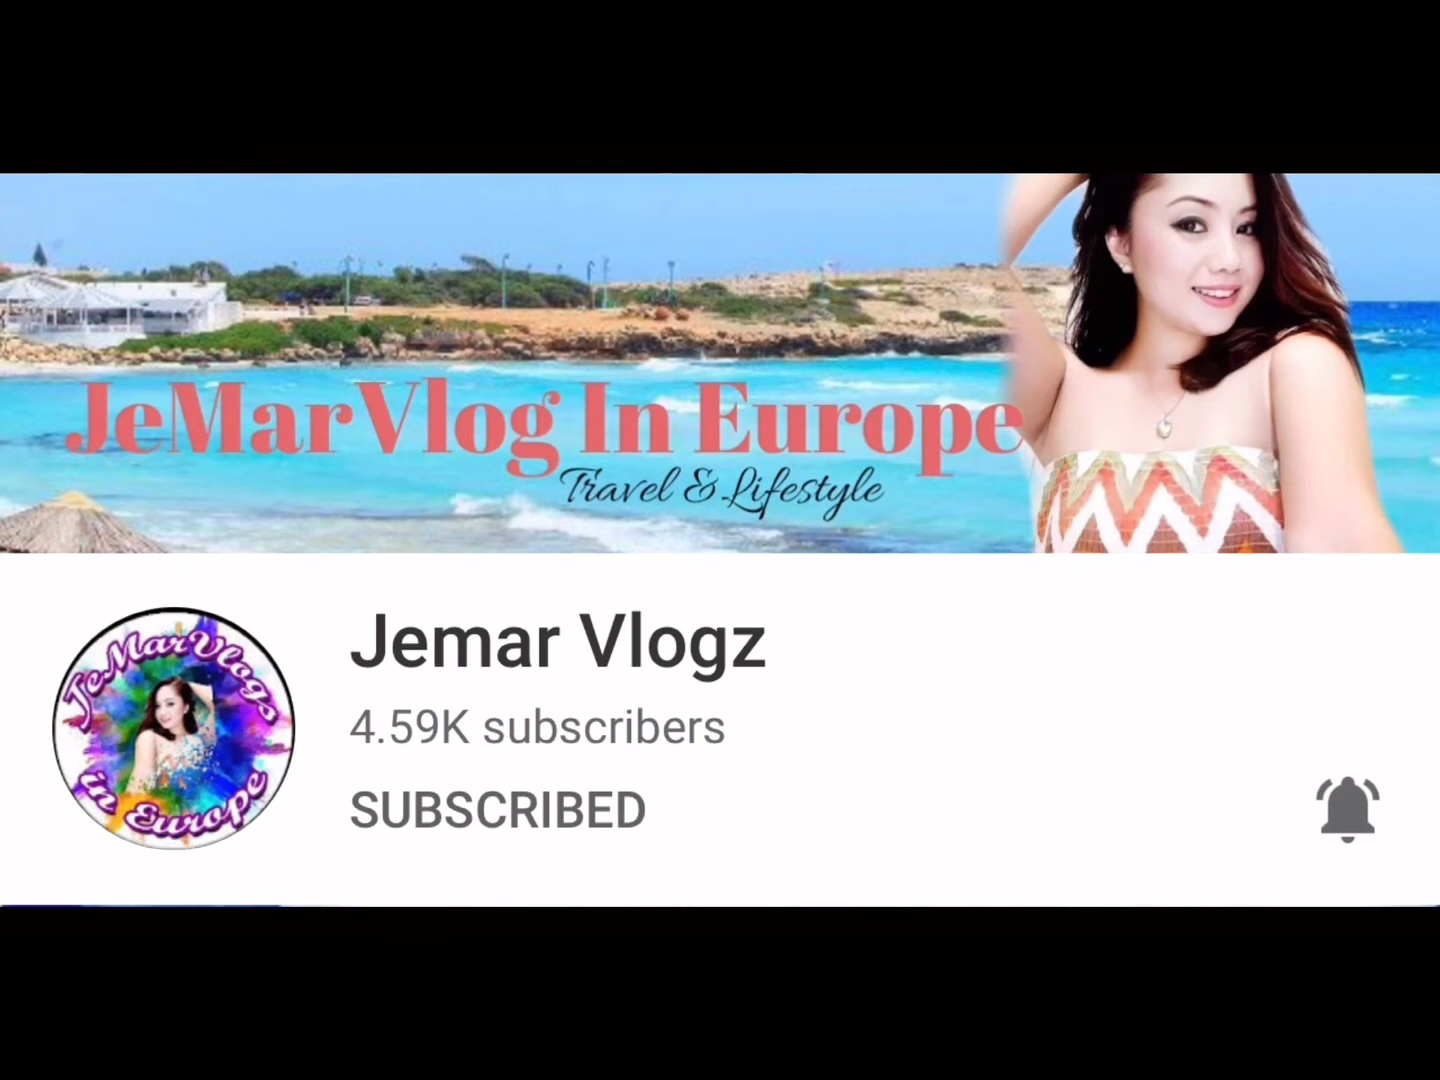 JeMarVlog In Europe
Travel & Lifestyle
JeMarVlogs
in Europe
Jemar Vlogz
4.59K subscribers
SUBSCRIBED